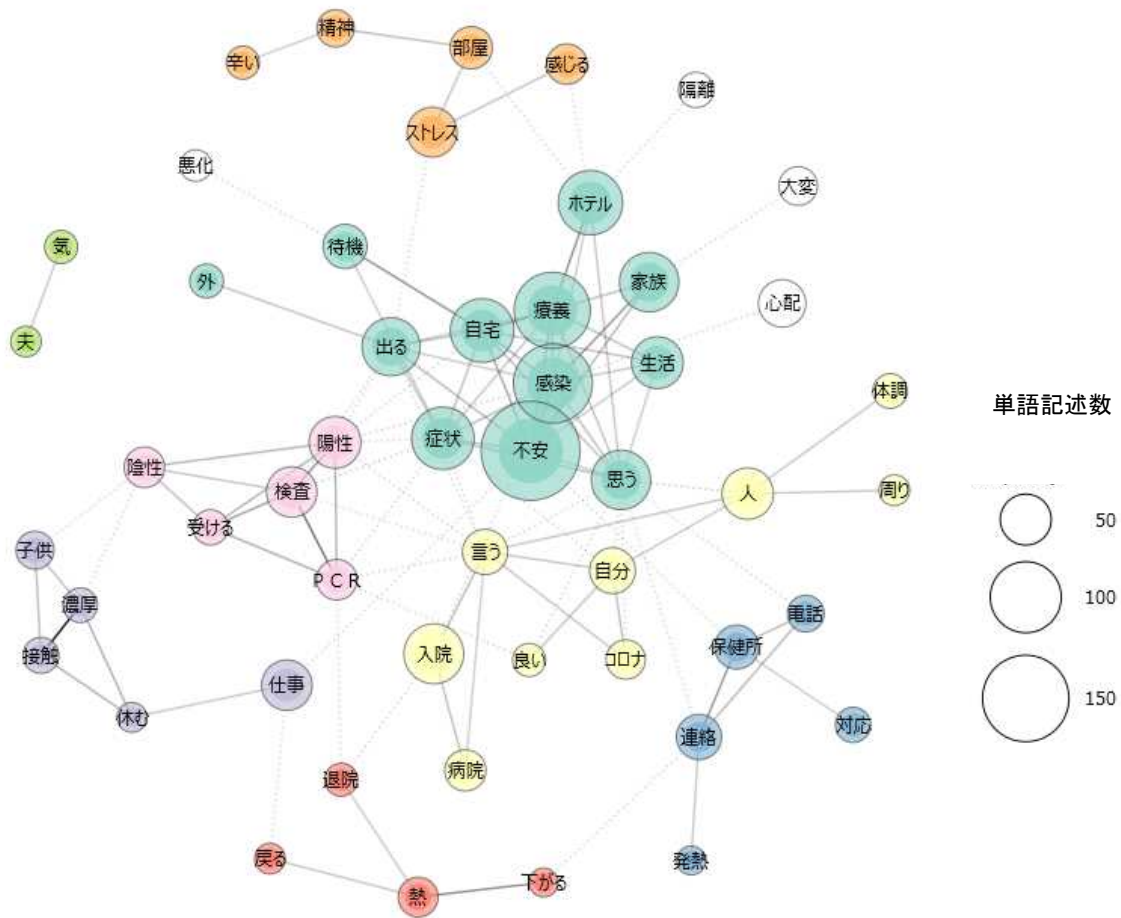 精神
部屋
辛い
感じる
隔離
ストレス
悪化
大変
ホテル
気
待機
外
家族
心配
療養
自宅
夫
出る
生活
感染
体調
単語記述数
陽性
症状
不安
陰性
検査
思う
人
周り
受ける
50
子供
言う
自分
PCR
濃厚
100
電話
接触
入院
良い
コロナ
保健所
仕事
150
休む
連絡
対応
病院
退院
戻る
発熱
熱
下がる